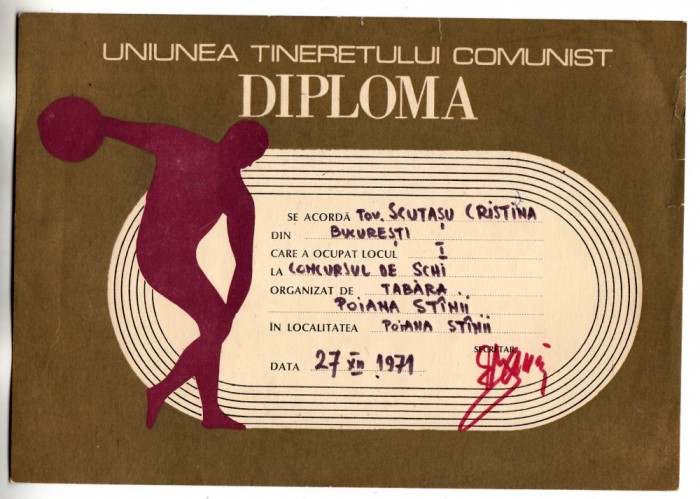 UNIUNEA TINERETULUI COMUNIST
DIPLOMA
SE ACORDĂ Tov. SCUTAȘU CRISTINA
DIN BUCUREȘTI
CARE A OCUPAT LOCUL I
LA CONCURSUL DE SCHI
ORGANIZAT DE TABĂRA
POIANA STÎNII
ÎN LOCALITATEA POIANA STÎNII
SECRETAR
DATA 27 XII 1971